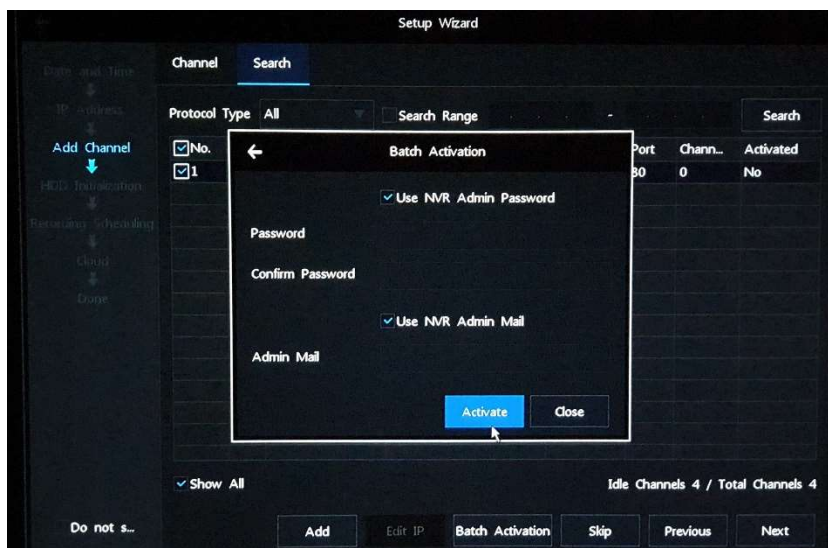 Setup Wizard
Date and Time
IP Address
Add Channel
HDD Initialization
Recording Scheduling
Cloud
Done
Channel Search
Protocol Type All Search Range - Search
No. Port Chann... Activated
1 80 0 No
Batch Activation
Use NVR Admin Password
Password
Confirm Password
Use NVR Admin Mail
Admin Mail
Activate Close
Show All Idle Channels 4 / Total Channels 4
Do not s... Add Edit IP Batch Activation Skip Previous Next